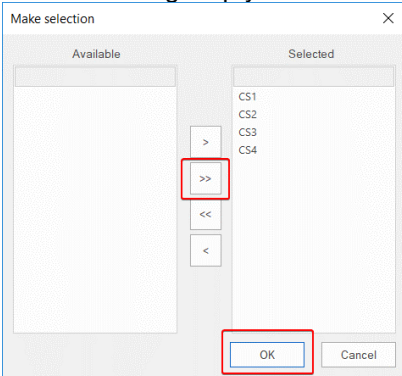 Make selection
Available
Selected
CS1
CS2
CS3
CS4
>
>>
<<
<
OK
Cancel